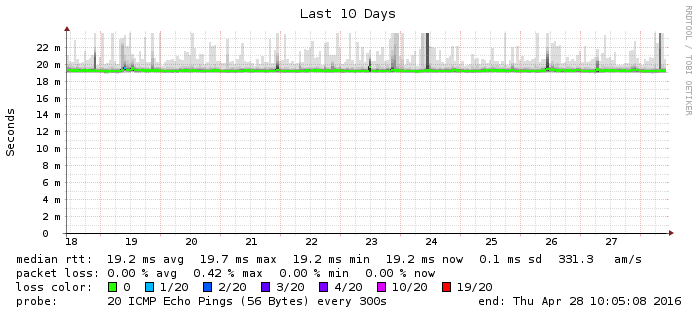 Last 10 Days
RRDTOOL / TOBI OETIKER
Seconds
22 m
20 m
18 m
16 m
14 m
12 m
10 m
8 m
6 m
4 m
2 m
0
18 19 20 21 22 23 24 25 26 27
median rtt: 19.2 ms avg 19.7 ms max 19.2 ms min 19.2 ms now 0.1 ms sd 331.3 am/s
packet loss: 0.00 % avg 0.42 % max 0.00 % min 0.00 % now
loss color: 0 1/20 2/20 3/20 4/20 10/20 19/20
probe: 20 ICMP Echo Pings (56 Bytes) every 300s end: Thu Apr 28 10:05:08 2016